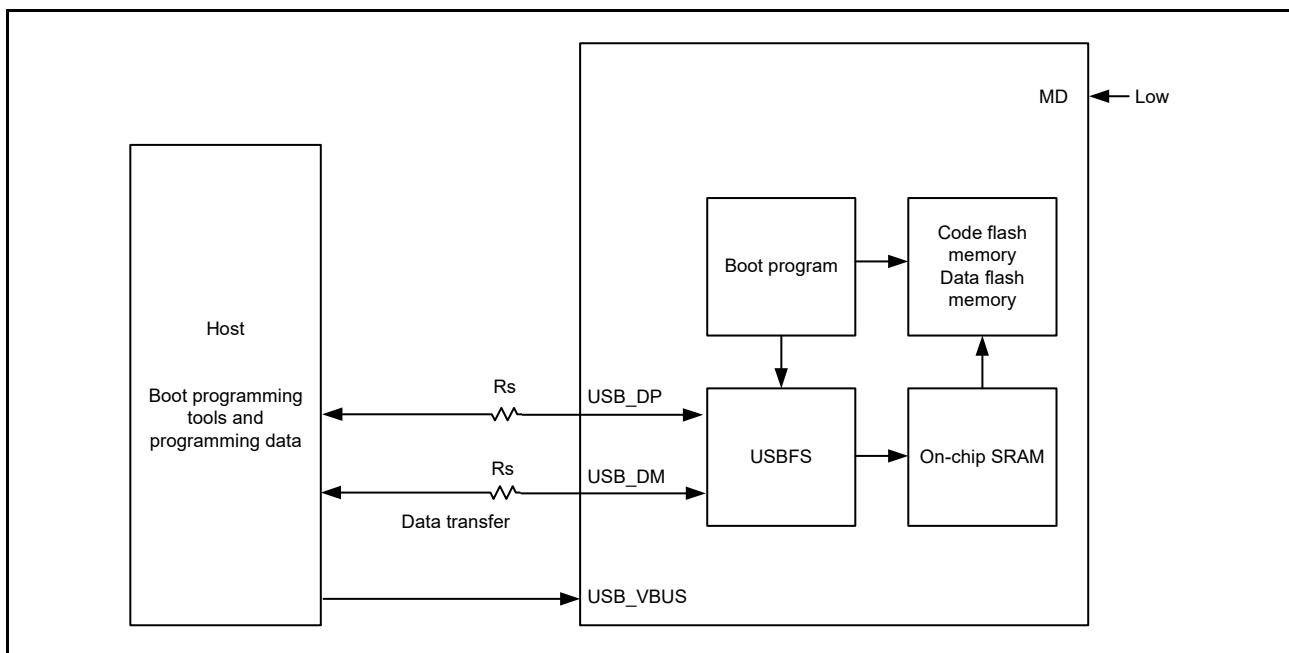 MD
Low
Host
Boot programming
tools and
programming data
Boot program
Code flash
memory
Data flash
memory
Rs
USB_DP
Rs
USB_DM
Data transfer
USBFS
On-chip SRAM
USB_VBUS